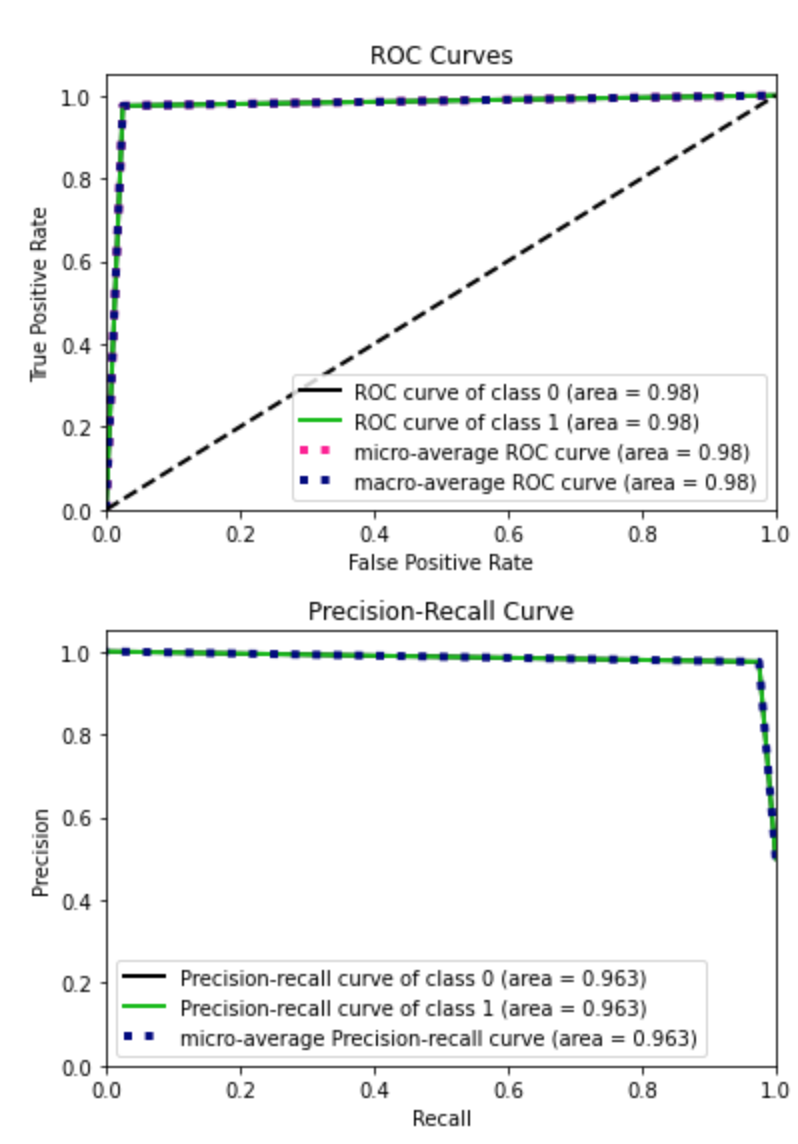 ROC Curves
True Positive Rate
1.0
0.8
0.6
0.4
0.2
0.0
ROC curve of class 0 (area = 0.98)
ROC curve of class 1 (area = 0.98)
micro-average ROC curve (area = 0.98)
macro-average ROC curve (area = 0.98)
0.0 0.2 0.4 0.6 0.8 1.0
False Positive Rate
Precision-Recall Curve
Precision
1.0
0.8
0.6
0.4
0.2
0.0
Precision-recall curve of class 0 (area = 0.963)
Precision-recall curve of class 1 (area = 0.963)
micro-average Precision-recall curve (area = 0.963)
0.0 0.2 0.4 0.6 0.8 1.0
Recall